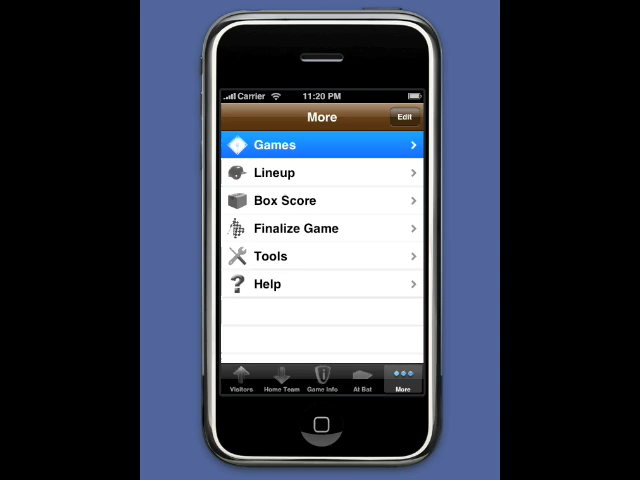 Carrier 11:20 PM
More Edit
Games
Lineup
Box Score
Finalize Game
Tools
Help
Visitors Home Team Game Info At Bat More